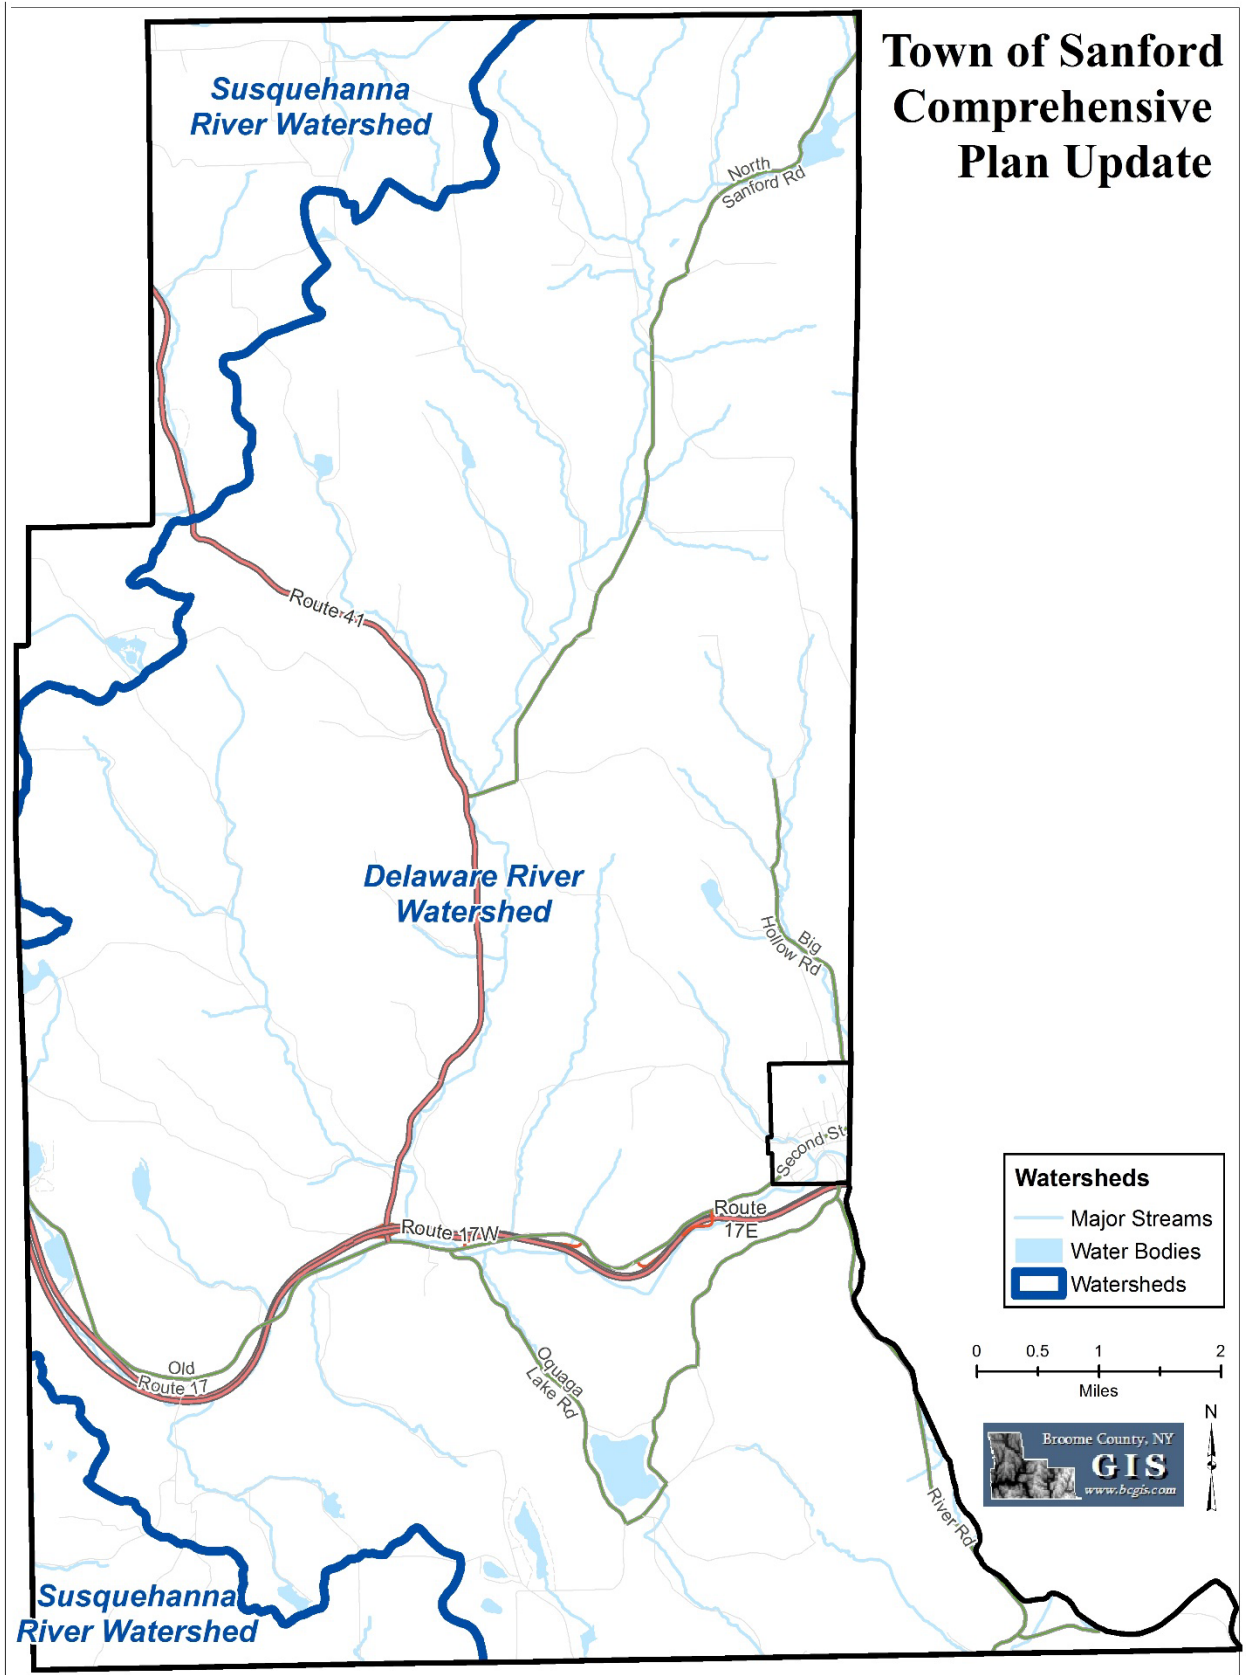 Town of Sanford
Comprehensive
Plan Update
Susquehanna
River Watershed
North
Sanford Rd
Route 41
Delaware River
Watershed
Big
Hollow Rd
Second St
Route
17E
Route 17W
Old
Route 17
Oquaga
Lake Rd
River Rd
Susquehanna
River Watershed
Watersheds
Major Streams
Water Bodies
Watersheds
0 0.5 1 2
Miles
N
Broome County, NY
GIS
www.bcgis.com